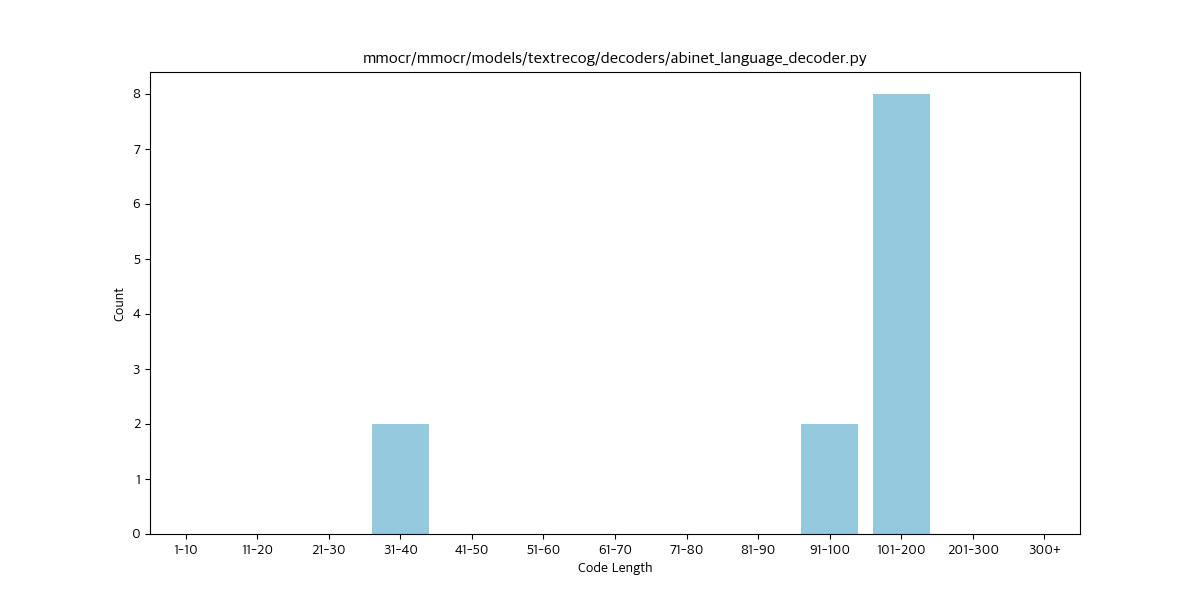 mmocr/mmocr/models/textrecog/decoders/abinet_language_decoder.py
8
7
6
5
4
3
2
1
0
Count
1-10 11-20 21-30 31-40 41-50 51-60 61-70 71-80 81-90 91-100 101-200 201-300 300+
Code Length